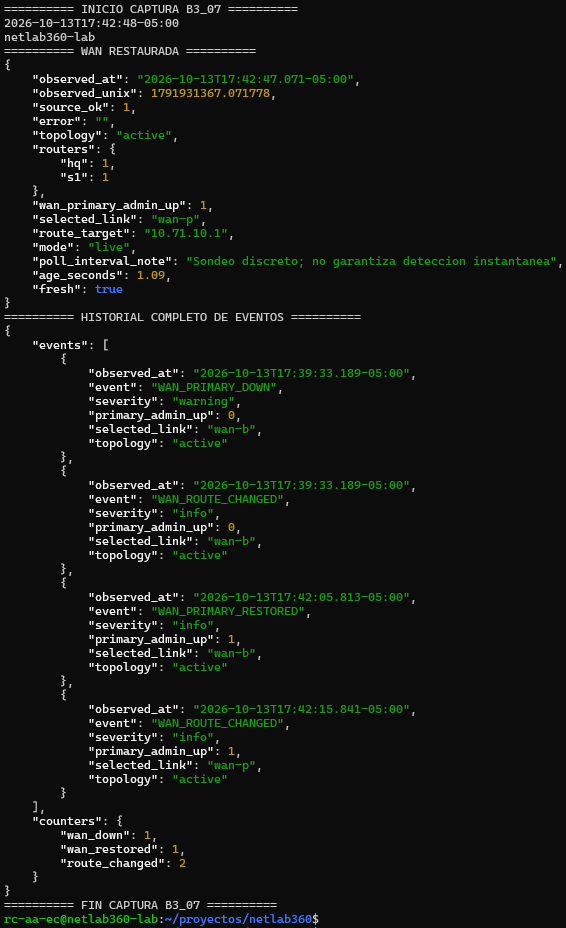 ========== INICIO CAPTURA B3_07 ==========
2026-10-13T17:42:48-05:00
netlab360-lab
========== WAN RESTAURADA ==========
{
    "observed_at": "2026-10-13T17:42:47.071-05:00",
    "observed_unix": 1791931367.071778,
    "source_ok": 1,
    "error": "",
    "topology": "active",
    "routers": {
        "hq": 1,
        "s1": 1
    },
    "wan_primary_admin_up": 1,
    "selected_link": "wan-p",
    "route_target": "10.71.10.1",
    "mode": "live",
    "poll_interval_note": "Sondeo discreto; no garantiza deteccion instantanea",
    "age_seconds": 1.09,
    "fresh": true
}
========== HISTORIAL COMPLETO DE EVENTOS ==========
{
    "events": [
        {
            "observed_at": "2026-10-13T17:39:33.189-05:00",
            "event": "WAN_PRIMARY_DOWN",
            "severity": "warning",
            "primary_admin_up": 0,
            "selected_link": "wan-b",
            "topology": "active"
        },
        {
            "observed_at": "2026-10-13T17:39:33.189-05:00",
            "event": "WAN_ROUTE_CHANGED",
            "severity": "info",
            "primary_admin_up": 0,
            "selected_link": "wan-b",
            "topology": "active"
        },
        {
            "observed_at": "2026-10-13T17:42:05.813-05:00",
            "event": "WAN_PRIMARY_RESTORED",
            "severity": "info",
            "primary_admin_up": 1,
            "selected_link": "wan-b",
            "topology": "active"
        },
        {
            "observed_at": "2026-10-13T17:42:15.841-05:00",
            "event": "WAN_ROUTE_CHANGED",
            "severity": "info",
            "primary_admin_up": 1,
            "selected_link": "wan-p",
            "topology": "active"
        }
    ],
    "counters": {
        "wan_down": 1,
        "wan_restored": 1,
        "route_changed": 2
    }
}
========== FIN CAPTURA B3_07 ==========
rc-aa-ec@netlab360-lab:~/proyectos/netlab360$